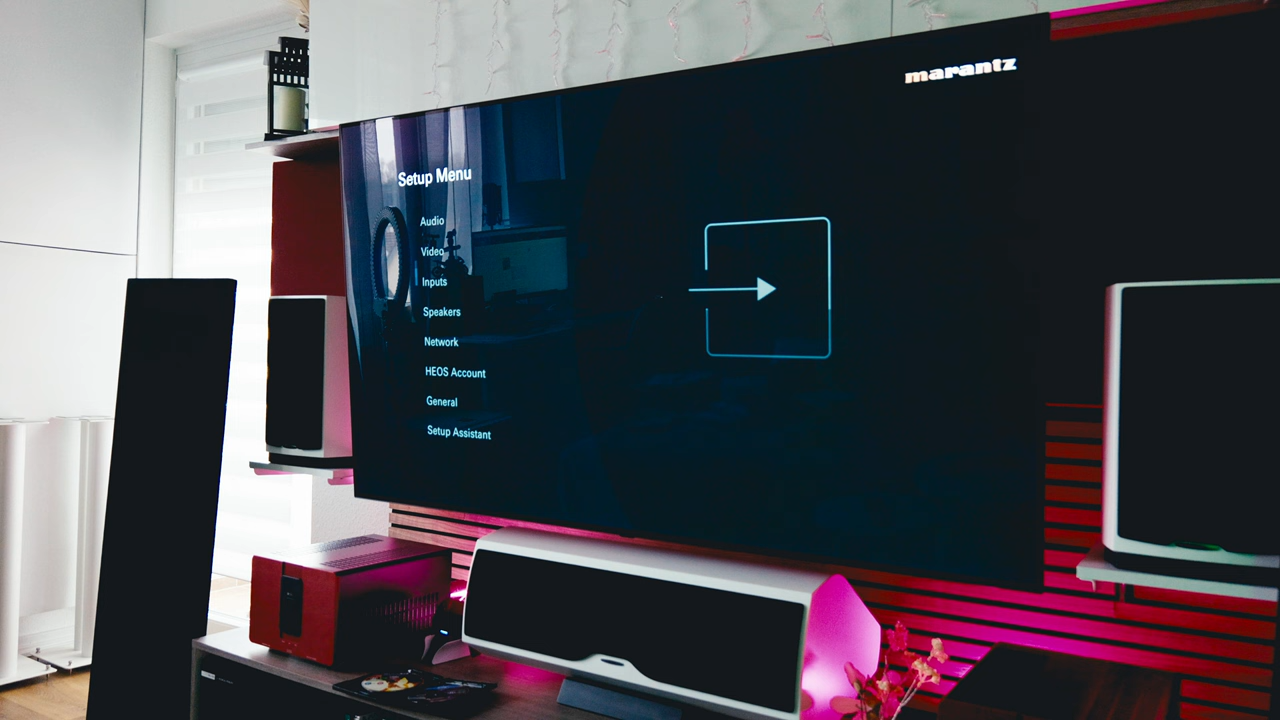 marantz
Setup Menu
Audio
Video
Inputs
Speakers
Network
HEOS Account
General
Setup Assistant